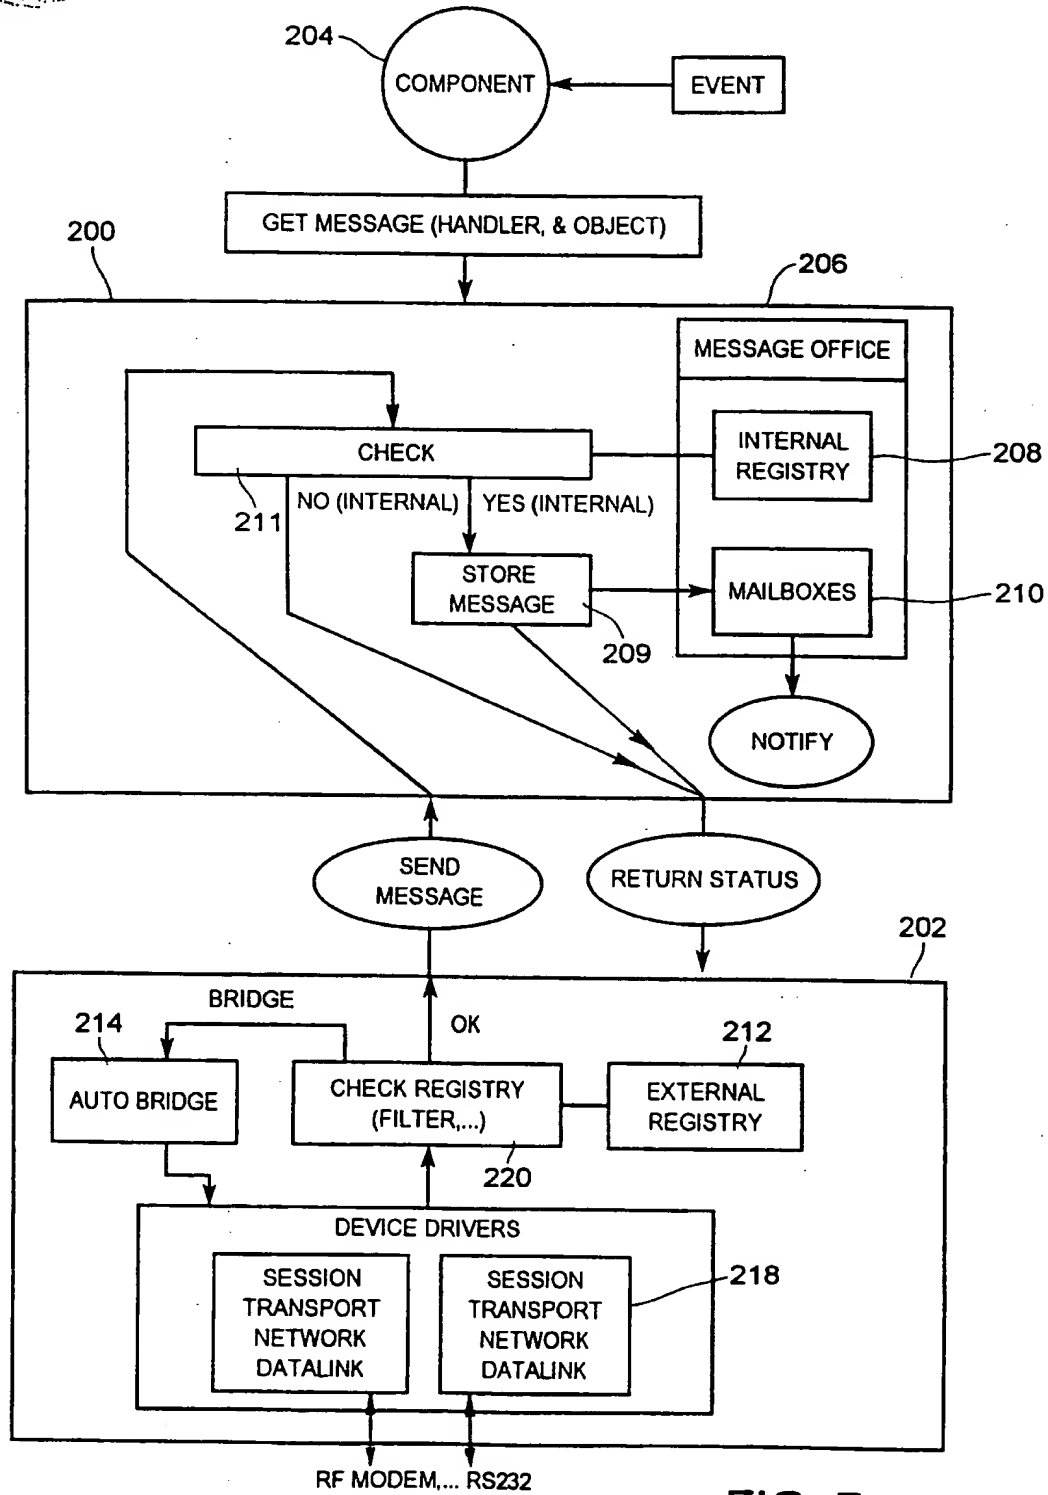 204
COMPONENT
EVENT
GET MESSAGE (HANDLER, & OBJECT)
200
206
MESSAGE OFFICE
CHECK
INTERNAL
REGISTRY
208
211
NO (INTERNAL)
YES (INTERNAL)
STORE
MESSAGE
MAILBOXES
210
209
NOTIFY
SEND
MESSAGE
RETURN STATUS
202
BRIDGE
214
OK
212
AUTO BRIDGE
CHECK REGISTRY
(FILTER,...)
EXTERNAL
REGISTRY
220
DEVICE DRIVERS
SESSION
TRANSPORT
NETWORK
DATALINK
SESSION
TRANSPORT
NETWORK
DATALINK
218
RF MODEM,... RS232